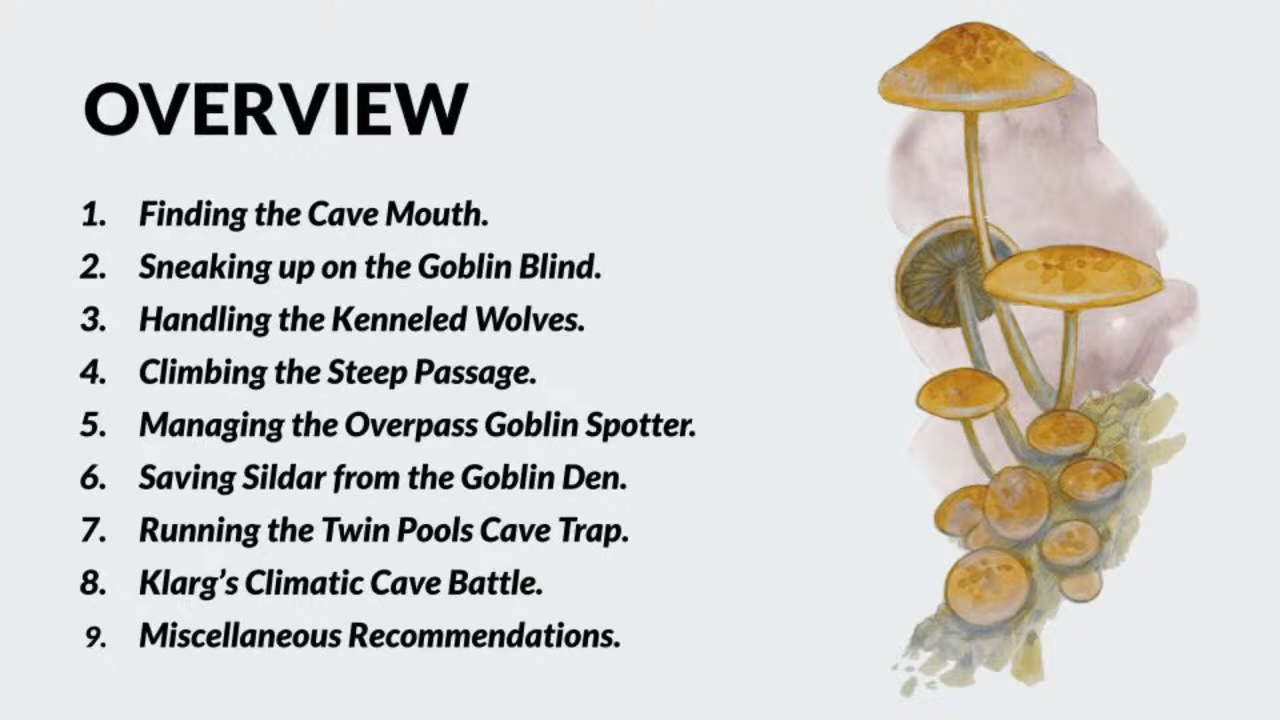 OVERVIEW
1. Finding the Cave Mouth.
2. Sneaking up on the Goblin Blind.
3. Handling the Kenneled Wolves.
4. Climbing the Steep Passage.
5. Managing the Overpass Goblin Spotter.
6. Saving Sildar from the Goblin Den.
7. Running the Twin Pools Cave Trap.
8. Klarg’s Climatic Cave Battle.
9. Miscellaneous Recommendations.